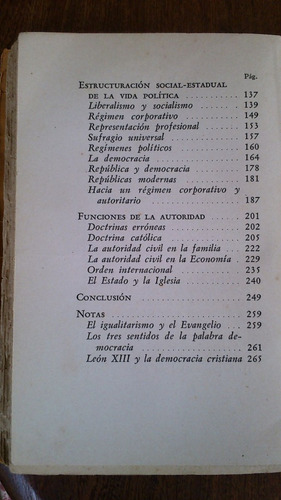 Pág.
ESTRUCTURACIÓN SOCIAL-ESTADUAL
DE LA VIDA POLÍTICA .......... 137
Liberalismo y socialismo ....... 139
Régimen corporativo .......... 149
Representación profesional ...... 153
Sufragio universal ............ 157
Regímenes políticos ........... 160
La democracia ............... 164
República y democracia ........ 178
Repúblicas modernas .......... 181
Hacia un régimen corporativo y
autoritario ................. 187
FUNCIONES DE LA AUTORIDAD ..... 201
Doctrinas erróneas ............ 202
Doctrina católica ............. 205
La autoridad civil en la familia ... 222
La autoridad civil en la Economía . 229
Orden internacional ........... 235
El Estado y la Iglesia .......... 240
CONCLUSIÓN .................. 249
NOTAS ...................... 259
El igualitarismo y el Evangelio ... 259
Los tres sentidos de la palabra de-
mocracia .................. 261
León XIII y la democracia cristiana 265